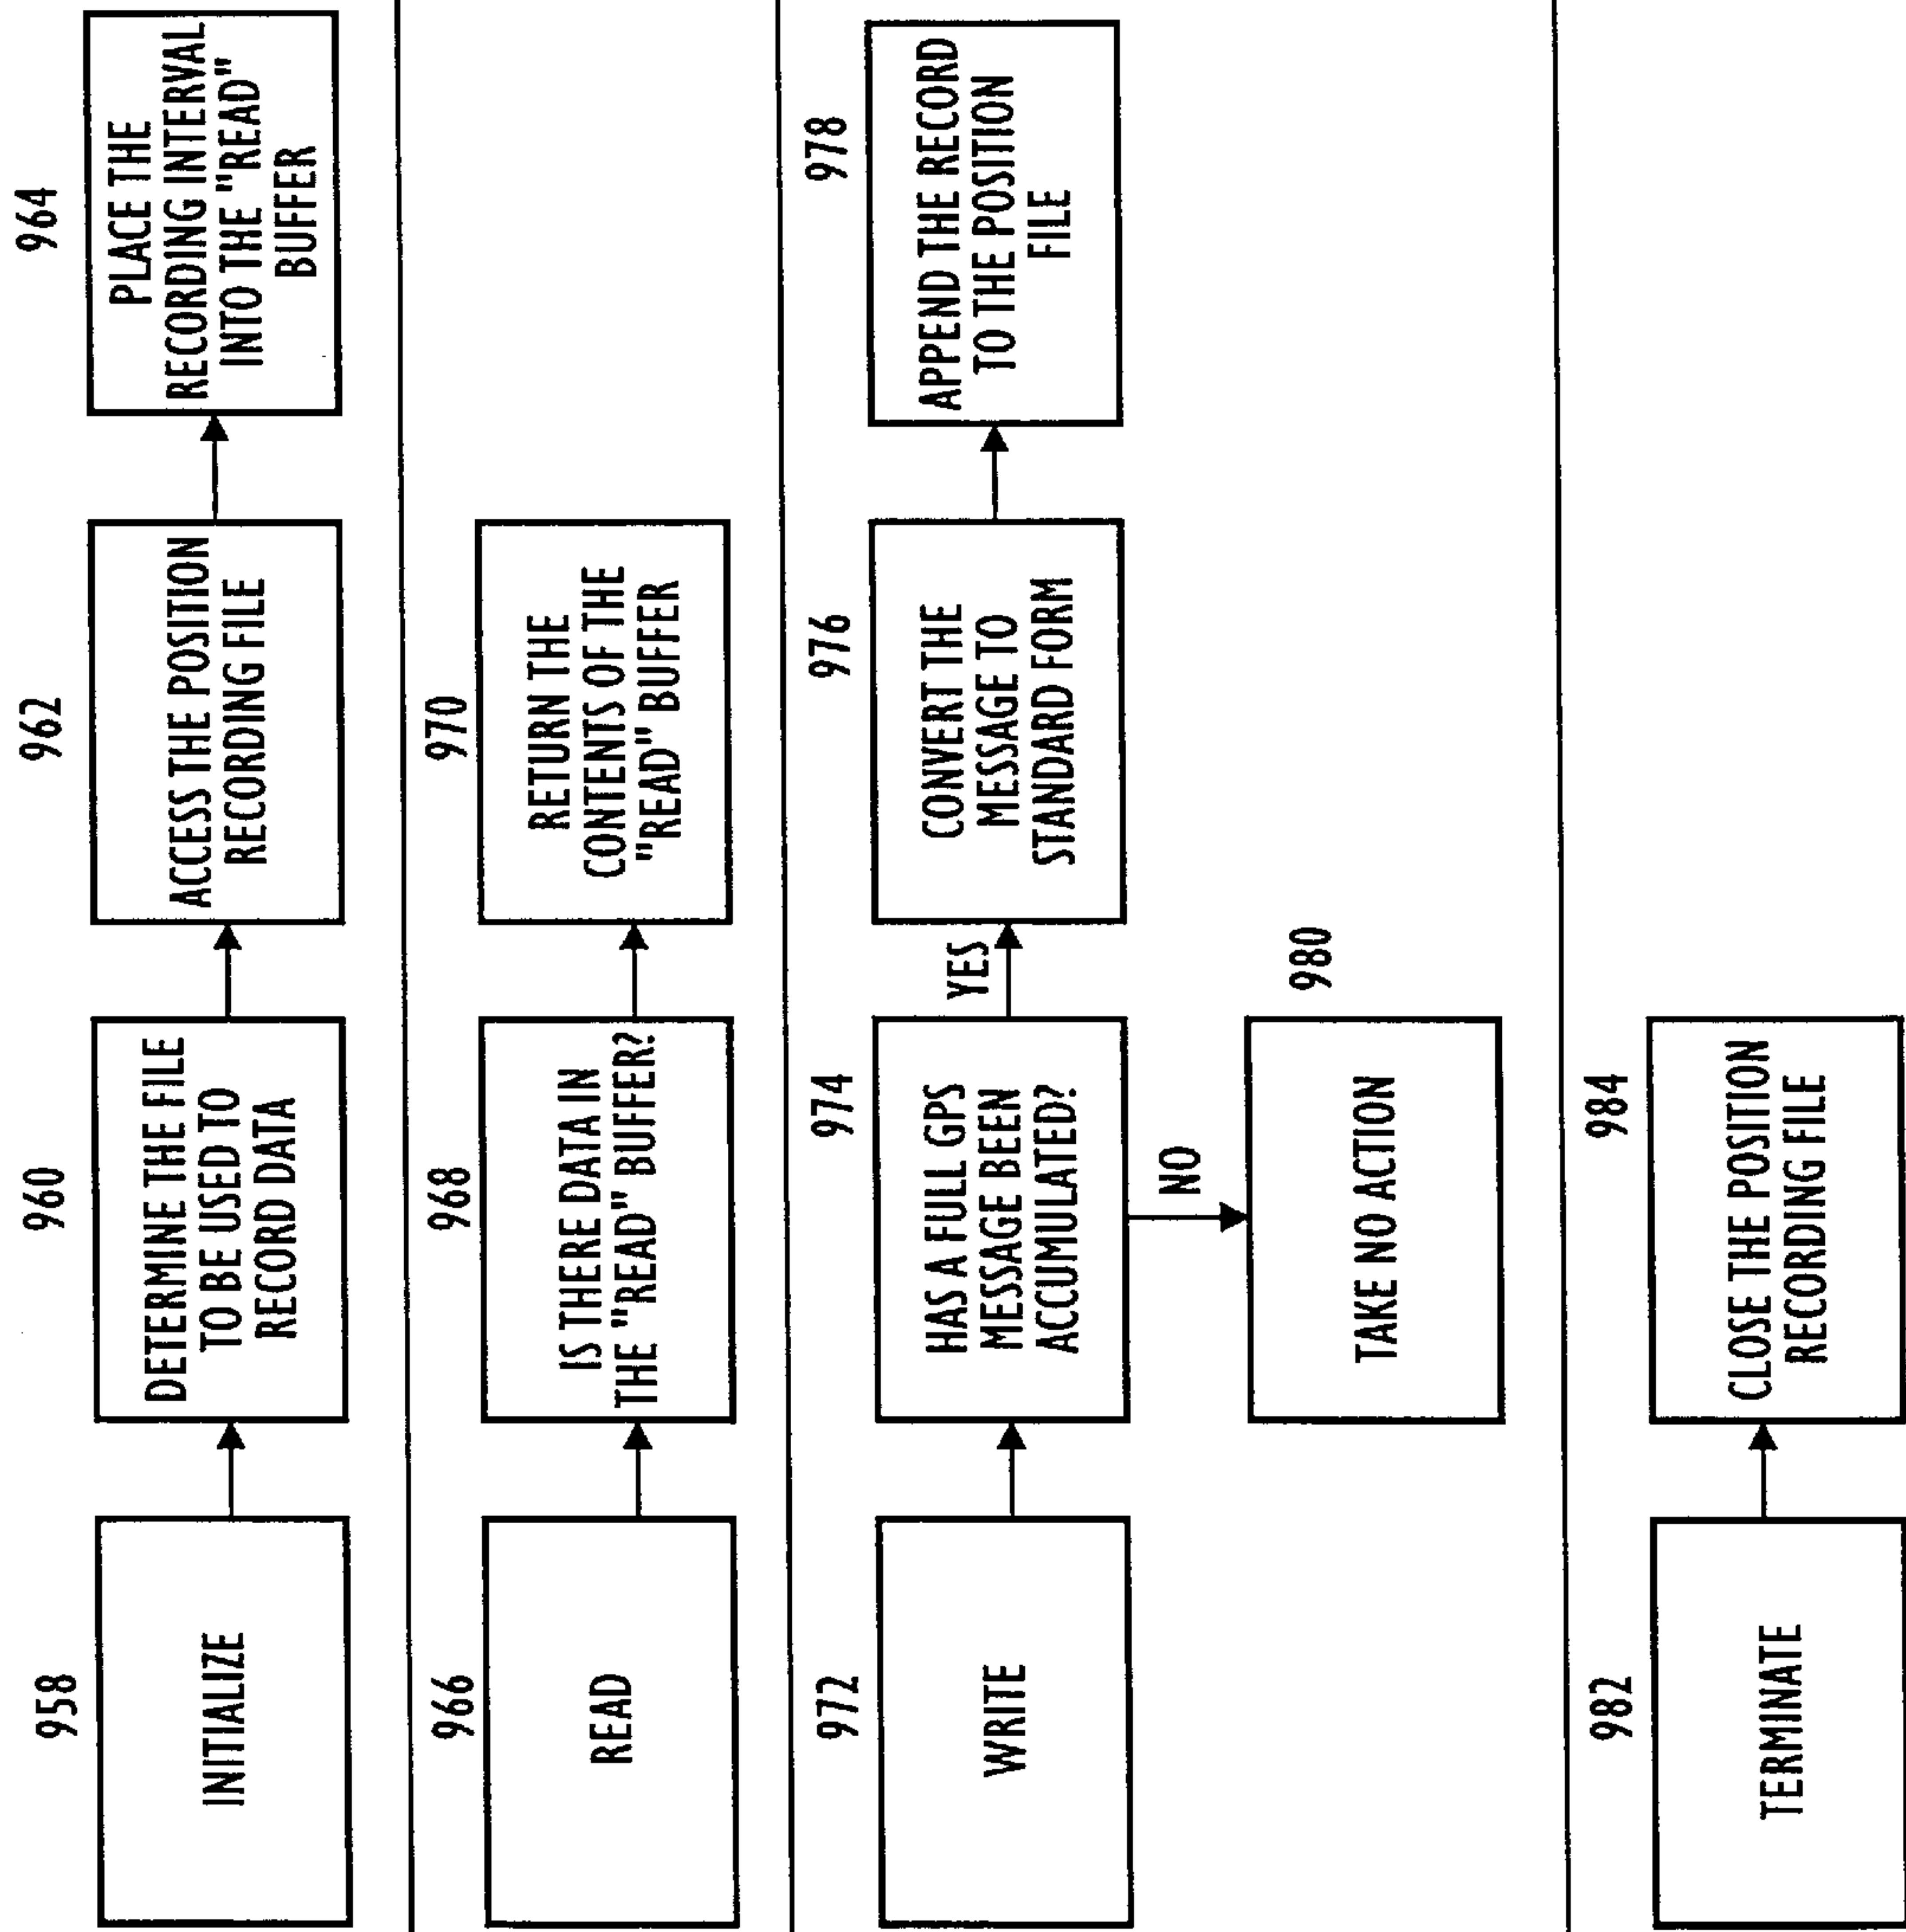 958
INITIALIZE
960
DETERMINE THE FILE
TO BE USED TO
RECORD DATA
962
ACCESS THE POSITION
RECORDING FILE
964
PLACE THE
RECORDING INTERVAL
INTO THE "READ"
BUFFER
966
READ
968
IS THERE DATA IN
THE "READ" BUFFER?
970
RETURN THE
CONTENTS OF THE
"READ" BUFFER
972
WRITE
974
HAS A FULL GPS
MESSAGE BEEN
ACCUMULATED?
YES
976
CONVERT THE
MESSAGE TO
STANDARD FORM
978
APPEND THE RECORD
TO THE POSITION
FILE
NO
980
TAKE NO ACTION
982
TERMINATE
984
CLOSE THE POSITION
RECORDING FILE